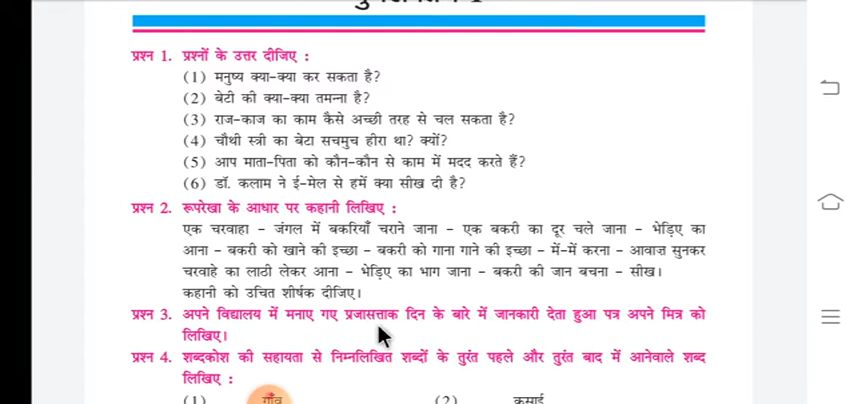 प्रश्न 1. प्रश्नों के उत्तर दीजिए :
(1) मनुष्य क्या-क्या कर सकता है?
(2) बेटी की क्या-क्या तमन्ना है?
(3) राज-काज का काम कैसे अच्छी तरह से चल सकता है?
(4) चौथी स्त्री का बेटा सचमुच हीरा था? क्यों?
(5) आप माता-पिता को कौन-कौन से काम में मदद करते हैं?
(6) डॉ. कलाम ने ई-मेल से हमें क्या सीख दी है?
प्रश्न 2. रूपरेखा के आधार पर कहानी लिखिए :
एक चरवाहा - जंगल में बकरियाँ चराने जाना - एक बकरी का दूर चले जाना - भेड़िए का
आना - बकरी को खाने की इच्छा - बकरी को गाना गाने की इच्छा - में-में करना - आवाज़ सुनकर
चरवाहे का लाठी लेकर आना - भेड़िए का भाग जाना - बकरी की जान बचना - सीख।
कहानी को उचित शीर्षक दीजिए।
प्रश्न 3. अपने विद्यालय में मनाए गए प्रजासत्ताक दिन के बारे में जानकारी देता हुआ पत्र अपने मित्र को
लिखिए।
प्रश्न 4. शब्दकोश की सहायता से निम्नलिखित शब्दों के तुरंत पहले और तुरंत बाद में आनेवाले शब्द
लिखिए :
(1) गाँव (2) कसाई